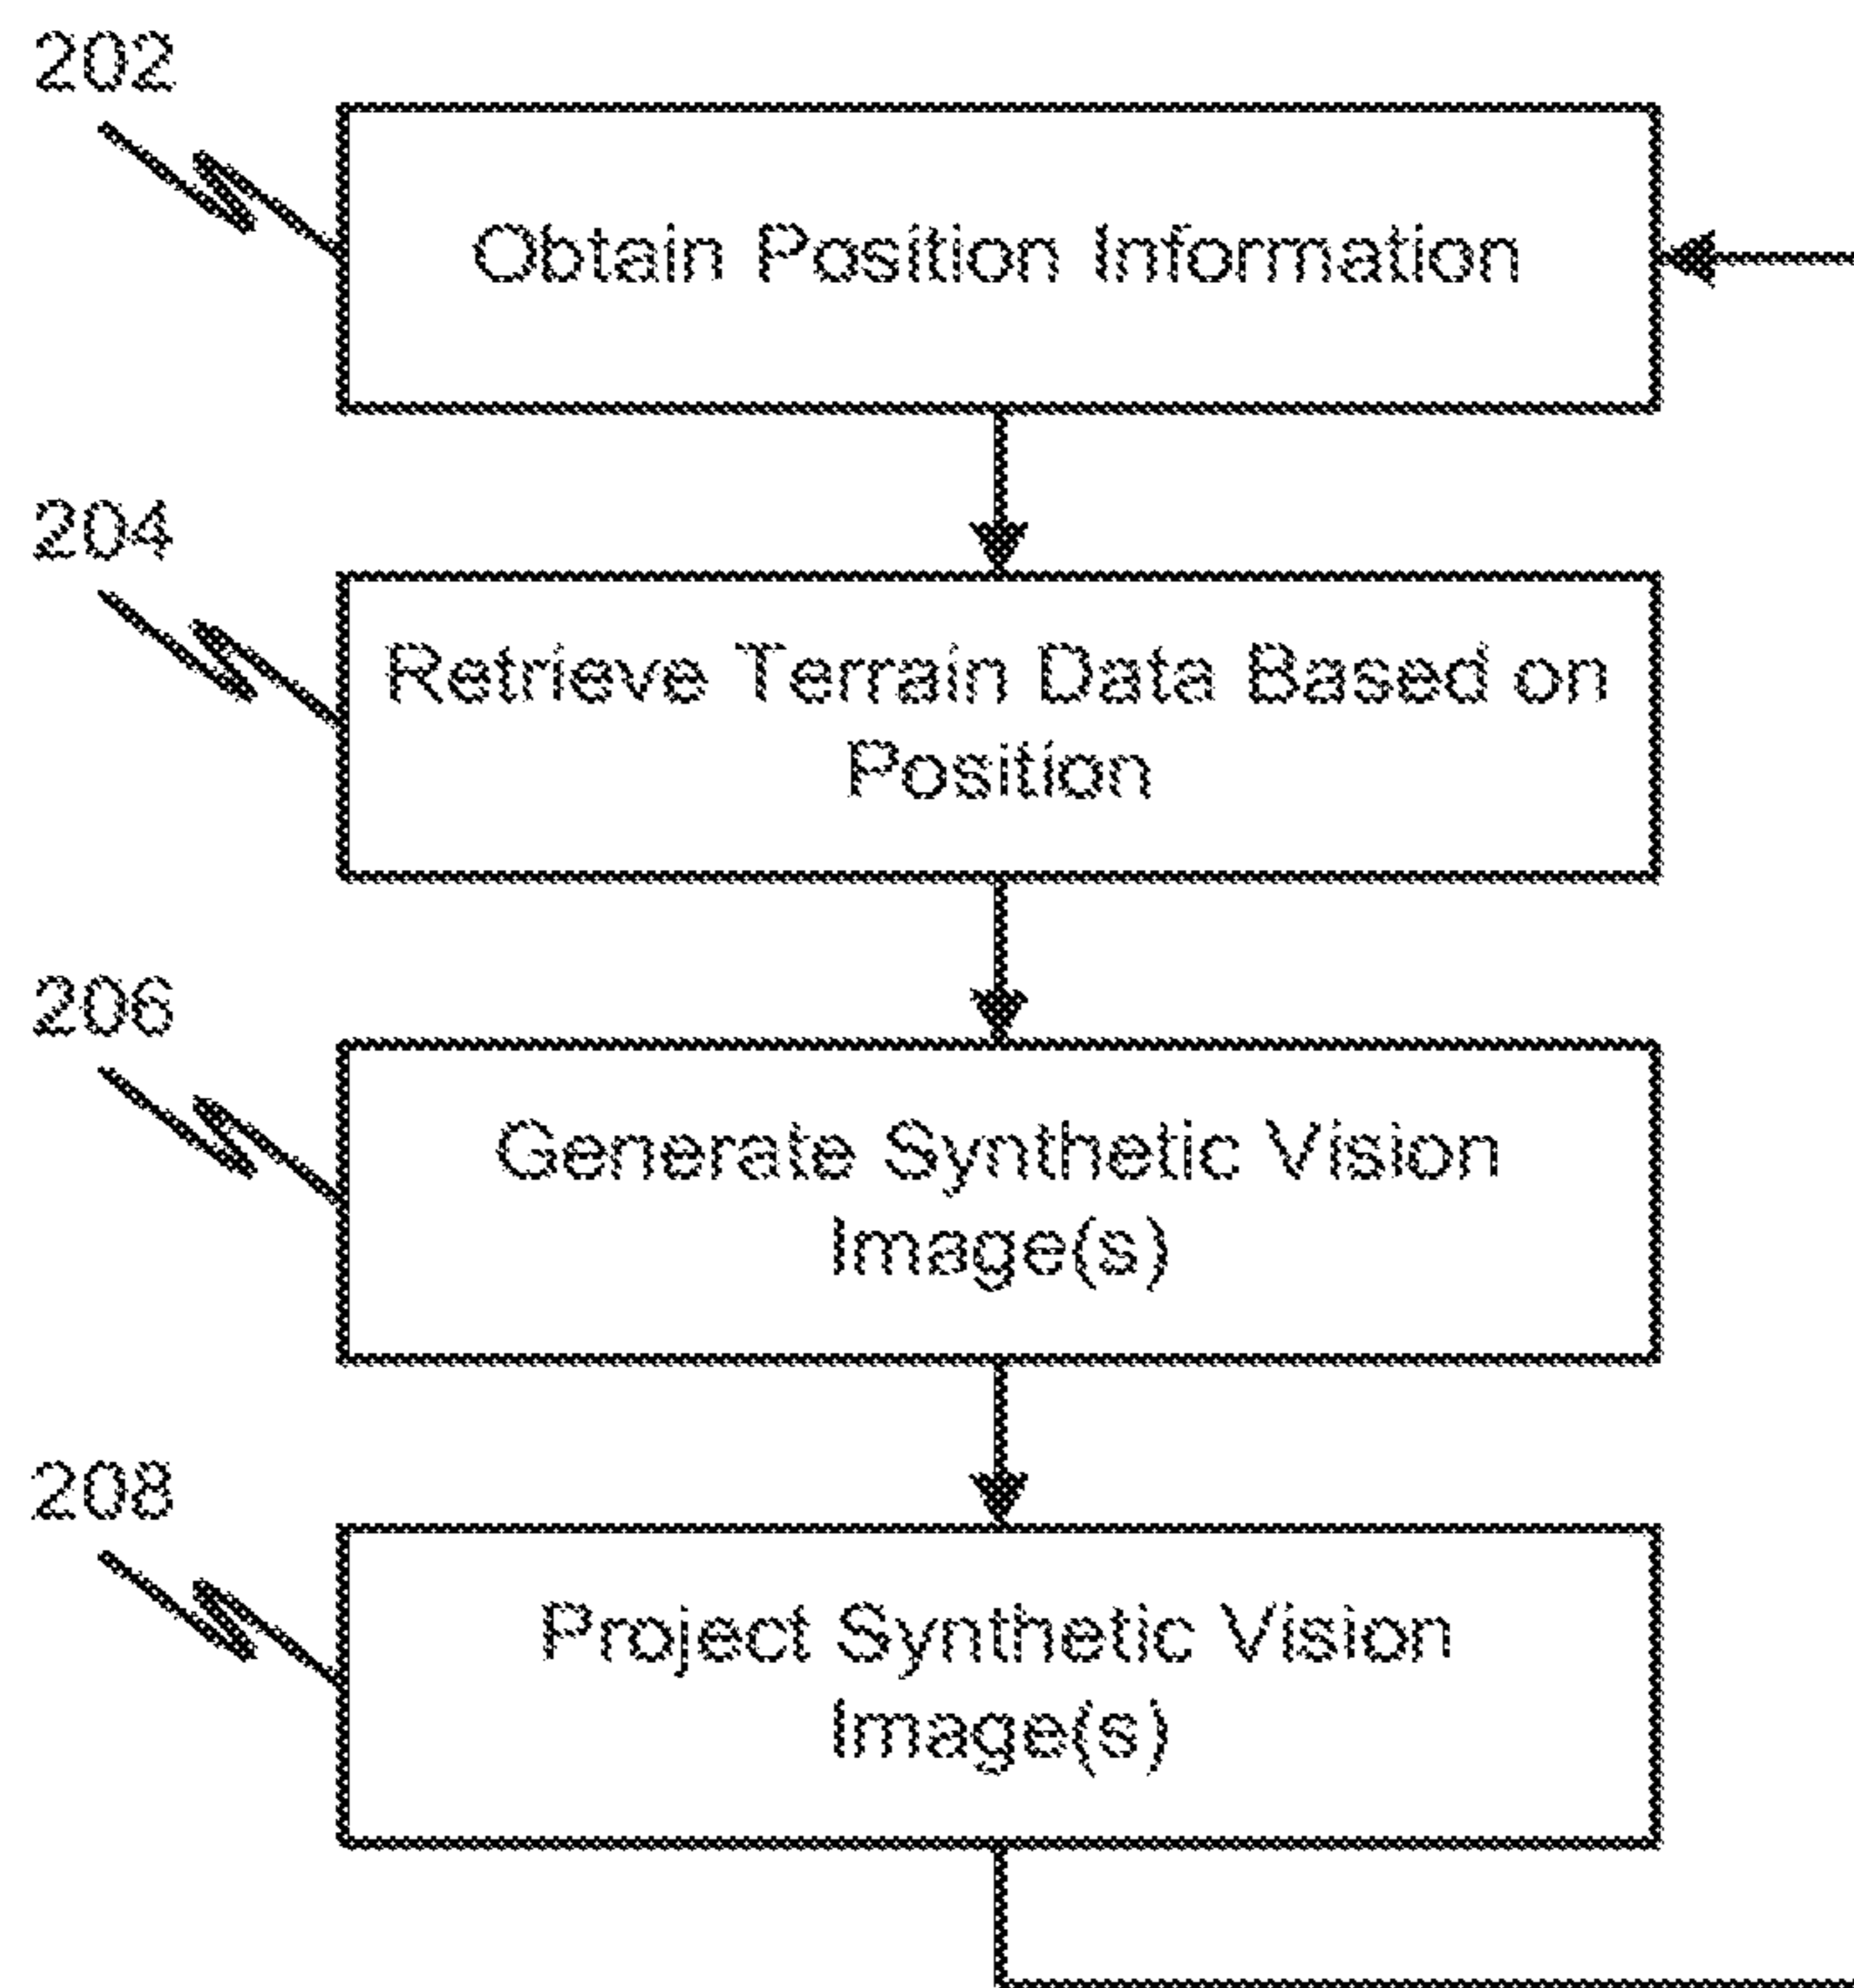 202
Obtain Position Information
204
Retrieve Terrain Data Based on
Position
206
Generate Synthetic Vision
Image(s)
208
Project Synthetic Vision
Image(s)